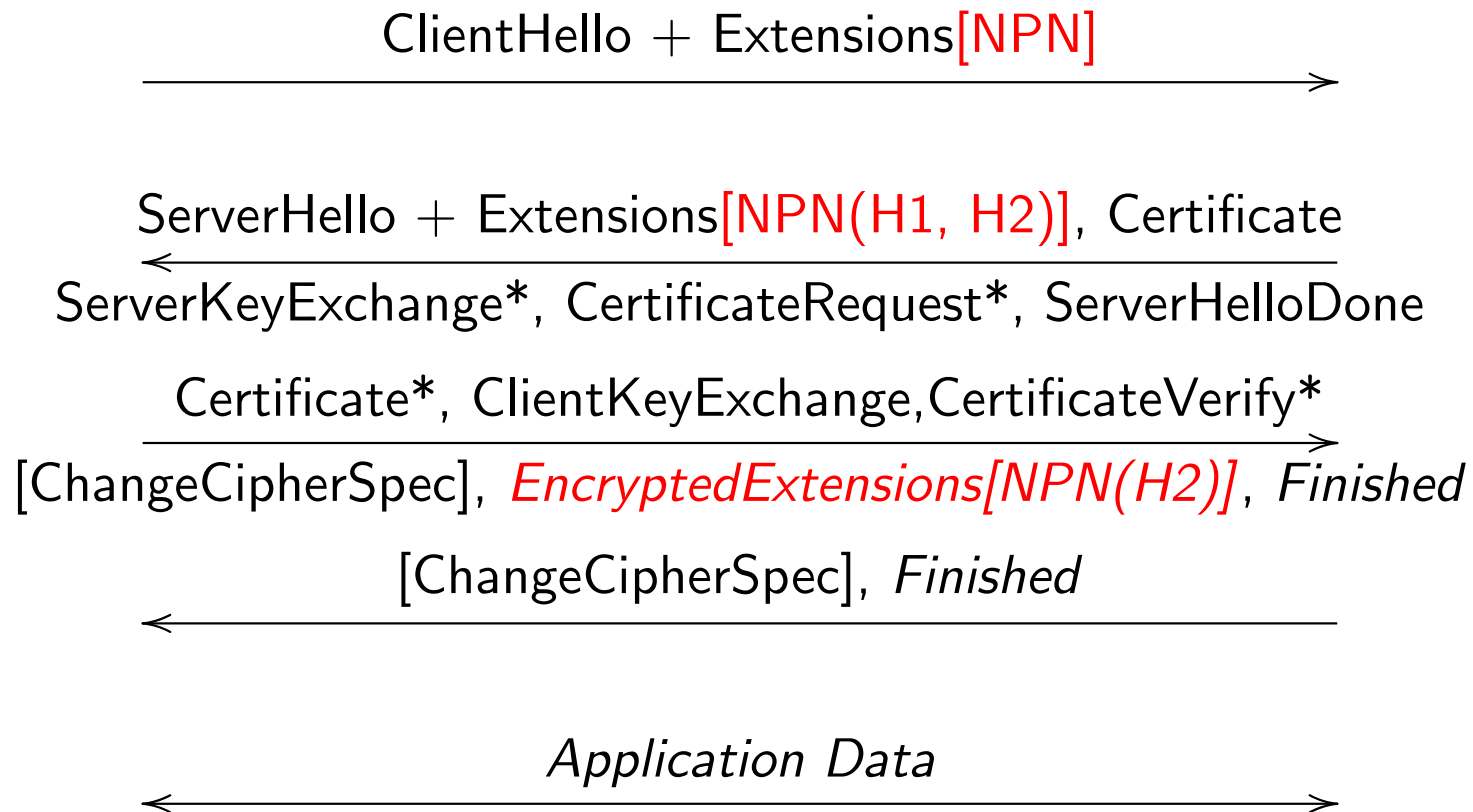 ClientHello + Extensions[NPN]
ServerHello + Extensions[NPN(H1, H2)], Certificate
ServerKeyExchange*, CertificateRequest*, ServerHelloDone
Certificate*, ClientKeyExchange,CertificateVerify*
[ChangeCipherSpec], EncryptedExtensions[NPN(H2)], Finished
[ChangeCipherSpec], Finished
Application Data